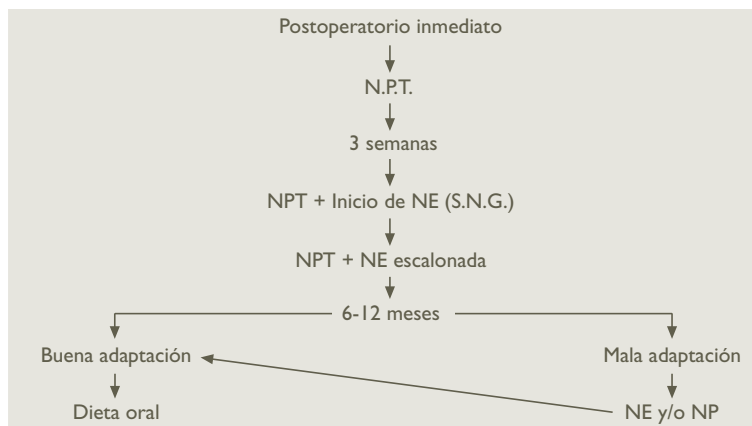 Postoperatorio inmediato
N.P.T.
3 semanas
NPT + Inicio de NE (S.N.G.)
NPT + NE escalonada
6-12 meses
Buena adaptación
Mala adaptación
Dieta oral
NE y/o NP